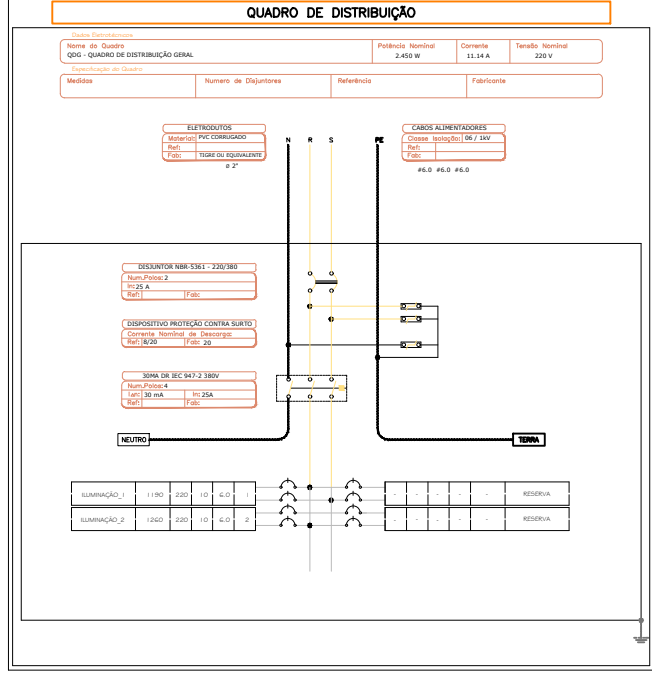 QUADRO DE DISTRIBUIÇÃO
Dados Eletrotécnicos
Nome do Quadro Potência Nominal Corrente Tensão Nominal
QDG - QUADRO DE DISTRIBUIÇÃO GERAL 2.450 W 11.14 A 220 V
Especificação do Quadro
Medidas Numero de Disjuntores Referência Fabricante
ELETRODUTOS
Material: PVC CORRUGADO
Ref:
Fab: TIGRE OU EQUIVALENTE
ø 2"
N R S PE
CABOS ALIMENTADORES
Classe Isolação: 06 / 1kV
Ref:
Fab:
#6.0 #6.0 #6.0
DISJUNTOR NBR-5361 - 220/380
Num.Polos: 2
In: 25 A
Ref: Fab:
DISPOSITIVO PROTEÇÃO CONTRA SURTO
Corrente Nominal de Descarga:
Ref: 8/20 Fab: 20
30MA DR IEC 947-2 380V
Num.Polos: 4
Ian: 30 mA In: 25A
Ref: Fab:
NEUTRO TERRA
ILUMINAÇÃO_1 1190 220 10 6.0 1 - - - - - RESERVA
ILUMINAÇÃO_2 1260 220 10 6.0 2 - - - - - RESERVA